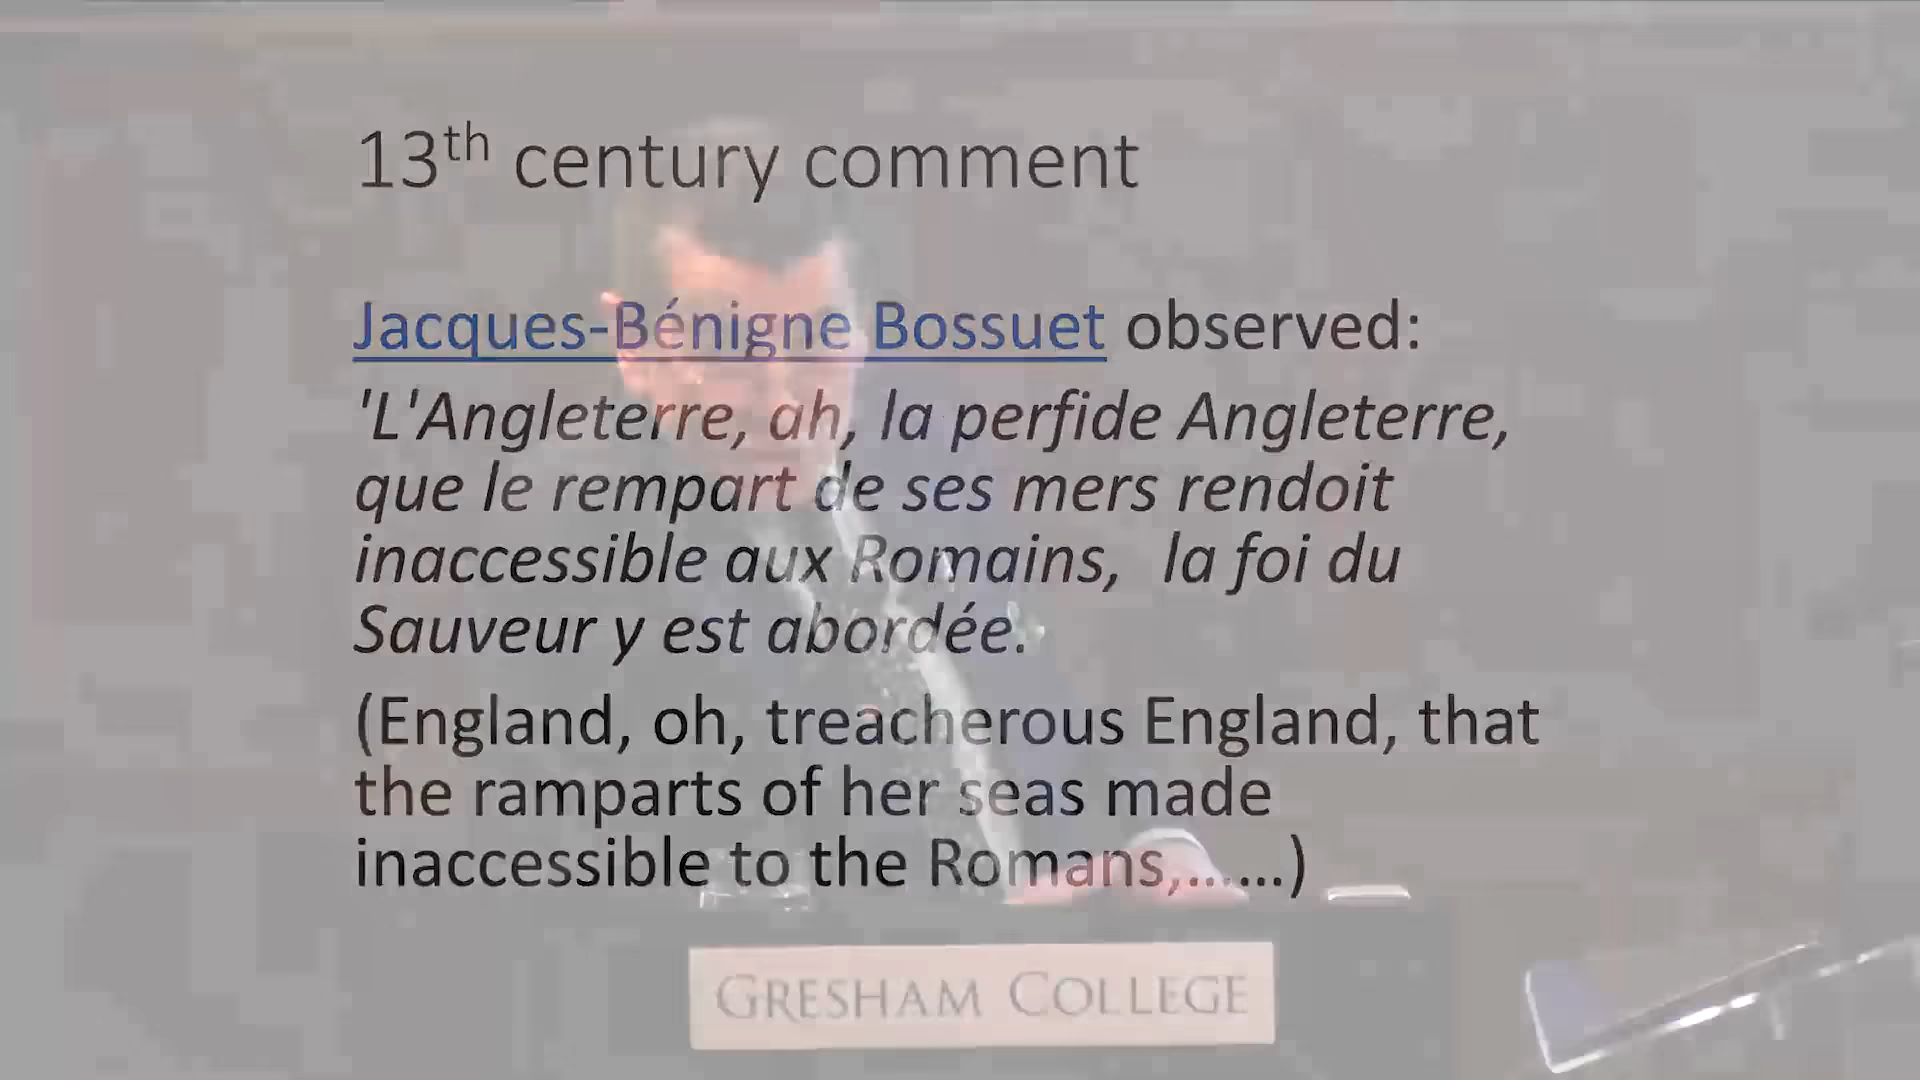 13th century comment
Jacques-Bénigne Bossuet observed:
'L'Angleterre, ah, la perfide Angleterre,
que le rempart de ses mers rendoit
inaccessible aux Romains,  la foi du
Sauveur y est abordée.
(England, oh, treacherous England, that
the ramparts of her seas made
inaccessible to the Romans,……)
GRESHAM COLLEGE